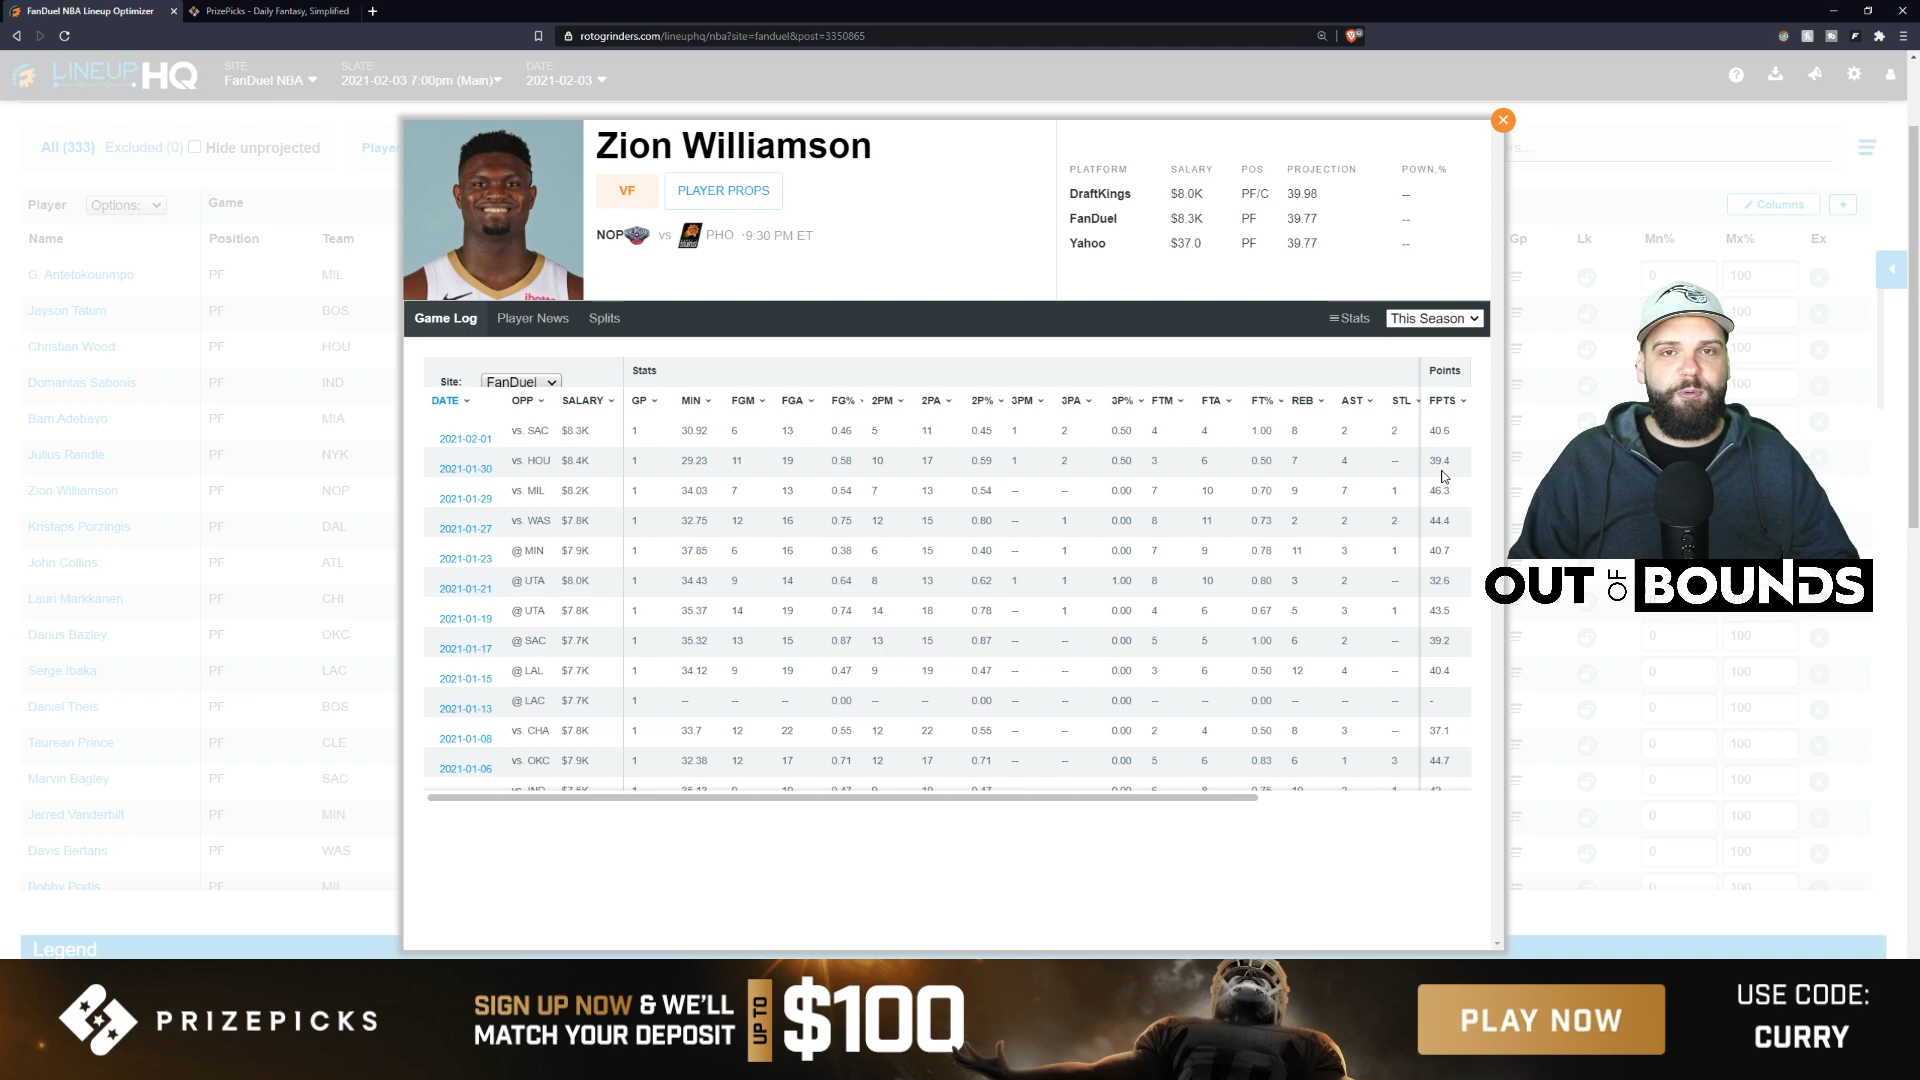 FanDuel NBA Lineup Optimizer
PrizePicks - Daily Fantasy, Simplified
rotogrinders.com/lineuphq/nba?site=fanduel&post=3350865
LINEUP HQ
SITE
FanDuel NBA
SLATE
2021-02-03 7:00pm (Main)
DATE
2021-02-03
All (333) Excluded (0) Hide unprojected
Player
Options:
Game
Name Position Team
G. Antetokounmpo PF MIL
Jayson Tatum PF BOS
Christian Wood PF HOU
Domantas Sabonis PF IND
Bam Adebayo PF MIA
Julius Randle PF NYK
Zion Williamson PF NOP
Kristaps Porzingis PF DAL
John Collins PF ATL
Lauri Markkanen PF CHI
Darius Bazley PF OKC
Serge Ibaka PF LAC
Daniel Theis PF BOS
Taurean Prince PF CLE
Marvin Bagley PF SAC
Jarred Vanderbilt PF MIN
Davis Bertans PF WAS
Bobby Portis PF MIL
Legend
Zion Williamson
VF
PLAYER PROPS
NOP vs PHO · 9:30 PM ET
PLATFORM SALARY POS PROJECTION POWN,%
DraftKings $8.0K PF/C 39.98 --
FanDuel $8.3K PF 39.77 --
Yahoo $37.0 PF 39.77 --
Game Log Player News Splits
Stats This Season
Site: FanDuel
Stats
Points
DATE OPP SALARY GP MIN FGM FGA FG% 2PM 2PA 2P% 3PM 3PA 3P% FTM FTA FT% REB AST STL FPTS
2021-02-01 vs. SAC $8.3K 1 30.92 6 13 0.46 5 11 0.45 1 2 0.50 4 4 1.00 8 2 2 40.6
2021-01-30 vs. HOU $8.4K 1 29.23 11 19 0.58 10 17 0.59 1 2 0.50 3 6 0.50 7 4 -- 39.4
2021-01-29 vs. MIL $8.2K 1 34.03 7 13 0.54 7 13 0.54 -- -- 0.00 7 10 0.70 9 7 1 46.3
2021-01-27 vs. WAS $7.8K 1 32.75 12 16 0.75 12 15 0.80 -- 1 0.00 8 11 0.73 2 2 2 44.4
2021-01-23 @ MIN $7.9K 1 37.85 6 16 0.38 6 15 0.40 -- 1 0.00 7 9 0.78 11 3 1 40.7
2021-01-21 @ UTA $8.0K 1 34.43 9 14 0.64 8 13 0.62 1 1 1.00 8 10 0.80 3 2 -- 32.6
2021-01-19 @ UTA $7.8K 1 35.37 14 19 0.74 14 18 0.78 -- 1 0.00 4 6 0.67 5 3 1 43.5
2021-01-17 @ SAC $7.7K 1 35.32 13 15 0.87 13 15 0.87 -- -- 0.00 5 5 1.00 6 2 -- 39.2
2021-01-15 @ LAL $7.7K 1 34.12 9 19 0.47 9 19 0.47 -- -- 0.00 3 6 0.50 12 4 -- 40.4
2021-01-13 @ LAC $7.7K 1 -- -- -- 0.00 -- -- 0.00 -- -- 0.00 -- -- 0.00 -- -- -- -
2021-01-08 vs. CHA $7.8K 1 33.7 12 22 0.55 12 22 0.55 -- -- 0.00 2 4 0.50 8 3 -- 37.1
2021-01-06 vs. OKC $7.9K 1 32.38 12 17 0.71 12 17 0.71 -- -- 0.00 5 6 0.83 6 1 3 44.7
Columns +
Gp Lk Mn% Mx% Ex
0 100
100
100
100
100
0 100
0 100
0 100
0 100
0 100
0 100
0 100
0 100
OUT OF BOUNDS
PRIZEPICKS
SIGN UP NOW & WE'LL
MATCH YOUR DEPOSIT
UP TO
$100
PLAY NOW
USE CODE:
CURRY